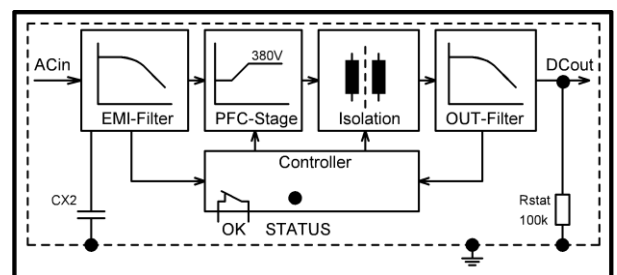 ACin
380V
DCout
EMI-Filter
PFC-Stage
Isolation
OUT-Filter
Controller
CX2
Rstat
100k
OK
STATUS